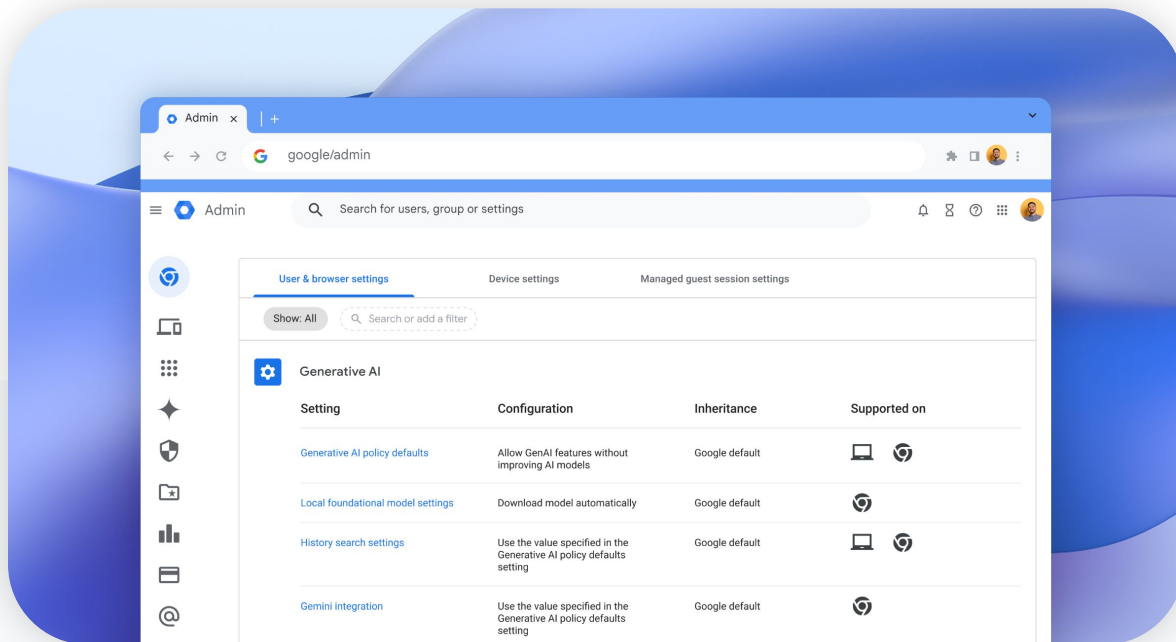 Admin
google/admin
Admin
Search for users, group or settings
User & browser settings
Device settings
Managed guest session settings
Show: All
Search or add a filter
Generative AI
Setting
Configuration
Inheritance
Supported on
Generative AI policy defaults
Allow GenAI features without
improving AI models
Google default
Local foundational model settings
Download model automatically
Google default
History search settings
Use the value specified in the
Generative AI policy defaults
setting
Google default
Gemini integration
Use the value specified in the
Generative AI policy defaults
setting
Google default